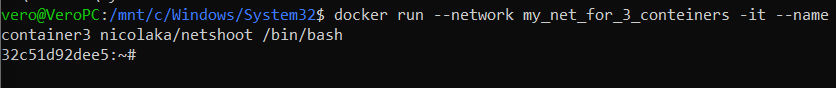 vero@VeroPC:/mnt/c/Windows/System32$ docker run --network my_net_for_3_conteiners -it --name
container3 nicolaka/netshoot /bin/bash
32c51d92dee5:~#